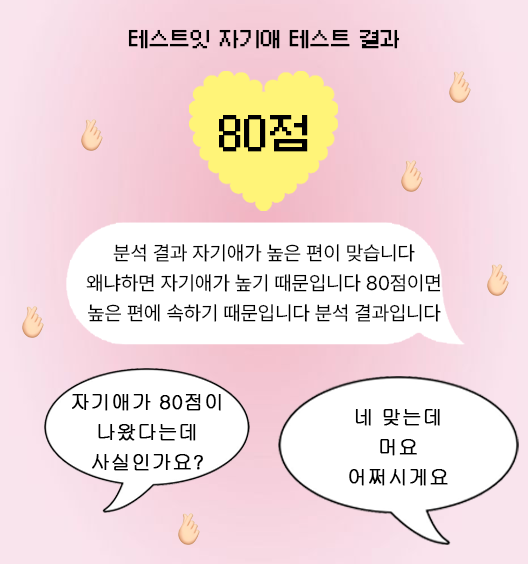 테스트잇 자기애 테스트 결과
80점
분석 결과 자기애가 높은 편이 맞습니다
왜냐하면 자기애가 높기 때문입니다 80점이면
높은 편에 속하기 때문입니다 분석 결과입니다
자기애가 80점이
나왔다는데
사실인가요?
네 맞는데
머요
어쩌시게요